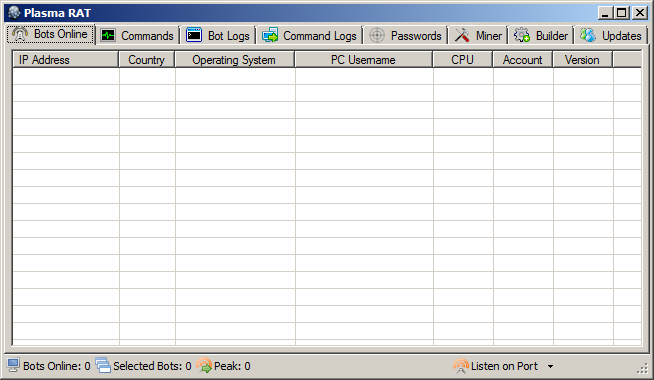 Plasma RAT
Bots Online Commands Bot Logs Command Logs Passwords Miner Builder Updates
IP Address Country Operating System PC Username CPU Account Version
Bots Online: 0 Selected Bots: 0 Peak: 0 Listen on Port